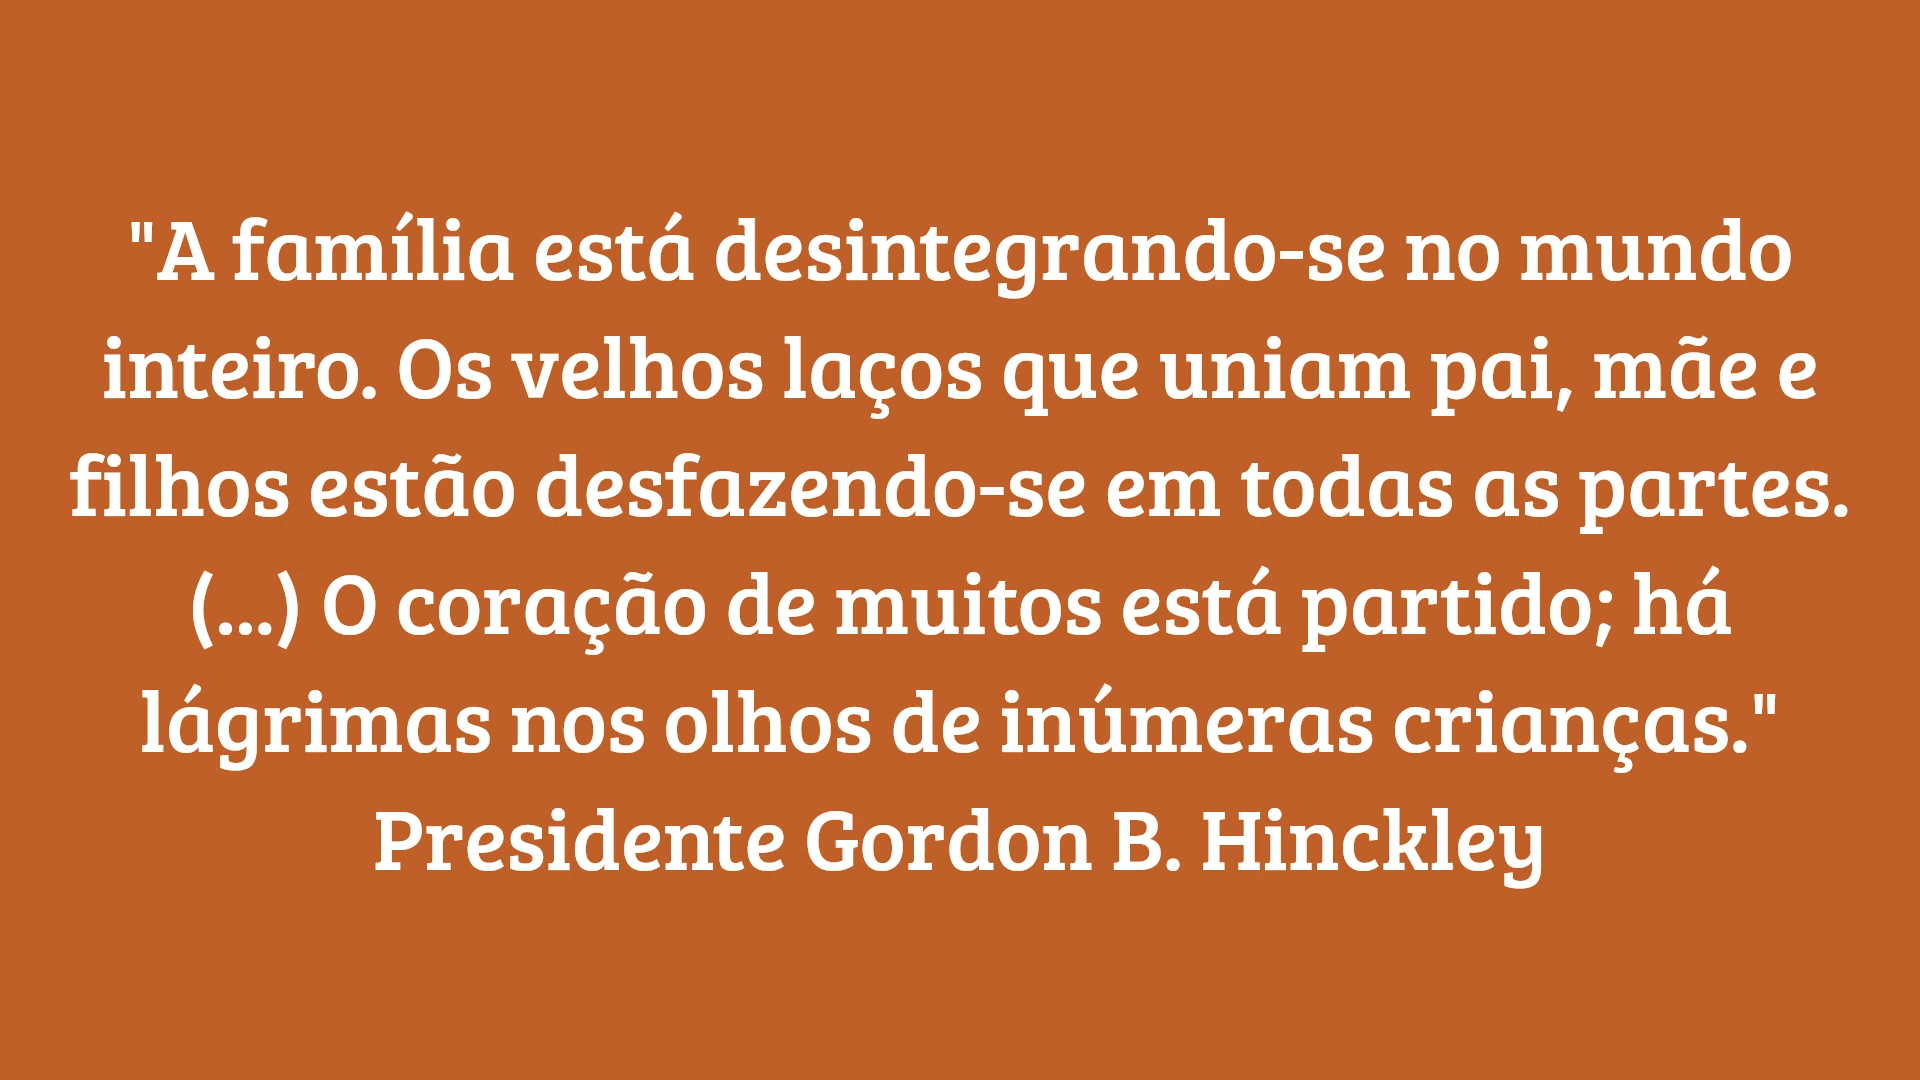 "A família está desintegrando-se no mundo
inteiro. Os velhos laços que uniam pai, mãe e
filhos estão desfazendo-se em todas as partes.
(...) O coração de muitos está partido; há
lágrimas nos olhos de inúmeras crianças."
Presidente Gordon B. Hinckley